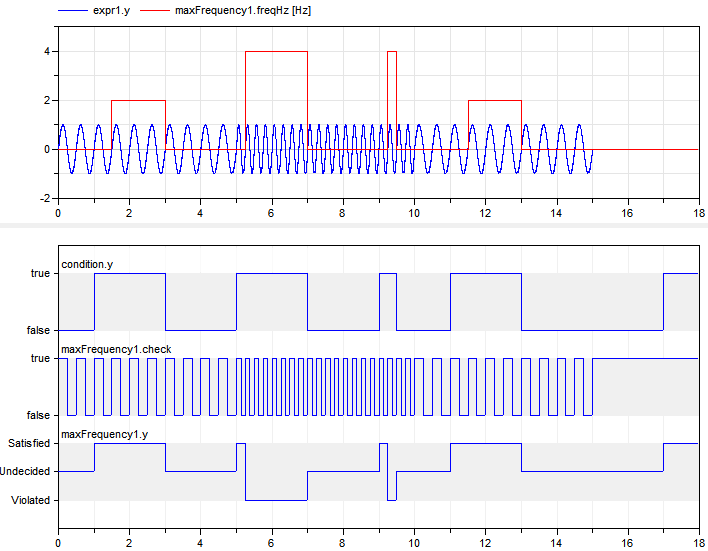 expr1.y maxFrequency1.freqHz [Hz]
4
2
0
-2
0 2 4 6 8 10 12 14 16 18
condition.y
true
false
maxFrequency1.check
true
false
maxFrequency1.y
Satisfied
Undecided
Violated
0 2 4 6 8 10 12 14 16 18